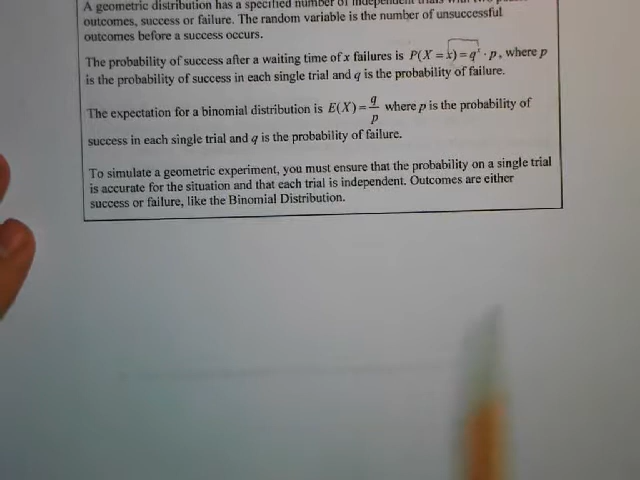 A geometric distribution has a specified number of independent trials with two
outcomes, success or failure. The random variable is the number of unsuccessful
outcomes before a success occurs.
The probability of success after a waiting time of x failures is P(X = x) = qˣ · p, where p
is the probability of success in each single trial and q is the probability of failure.
The expectation for a binomial distribution is E(X) = q/p where p is the probability of
success in each single trial and q is the probability of failure.
To simulate a geometric experiment, you must ensure that the probability on a single trial
is accurate for the situation and that each trial is independent. Outcomes are either
success or failure, like the Binomial Distribution.